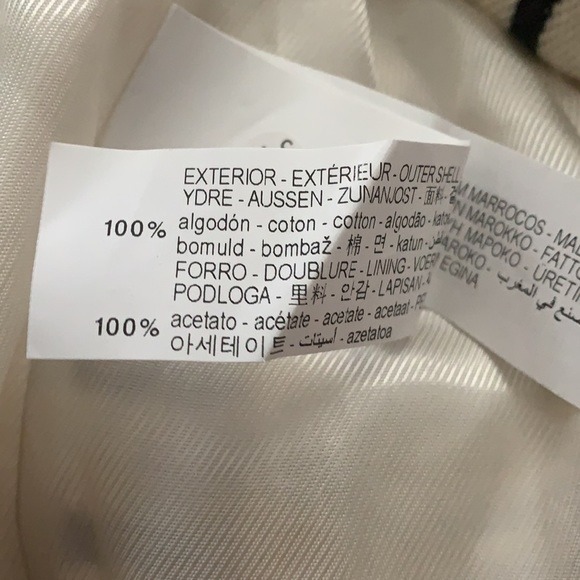 EXTERIOR - EXTÉRIEUR - OUTER SHELL
YDRE - AUSSEN - ZUNANJOST - 面料 -
100% algodón - coton - cotton - algodão -
bomuld - bombaž - 棉 - 면 - katun -
FORRO - DOUBLURE - LINING -
PODLOGA - 里料 - 안감 - LAPISAN -
100% acetato - acétate - acetate - acetaat -
아세테이트 - أسيتات - azetatoa
MARROCOS -
MAROKKO -
МАРОКО -
صنع في المغرب -
EGINA